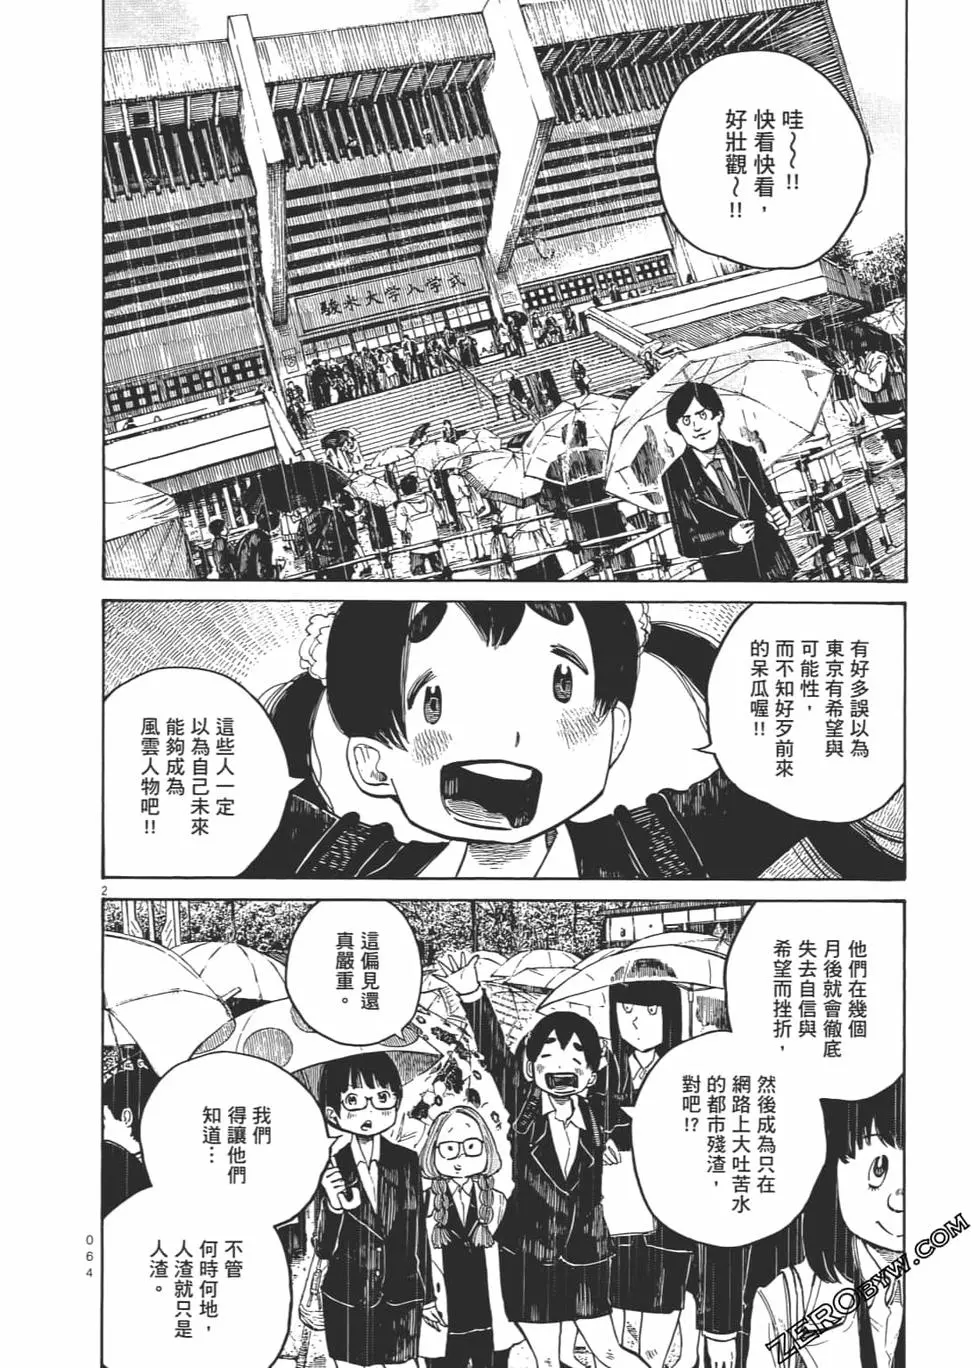 哇～～!!
快看快看，
好壯觀～!!
駿米大学入学式
有好多誤以為
東京有希望與
可能性，
而不知好歹前來
的呆瓜喔!!
這些人一定
以為自己未來
能夠成為
風雲人物吧!!
2
他們在幾個
月後就會徹底
失去自信與
希望而挫折，
然後成為只在
網路上大吐苦水
的都市殘渣，
對吧!?
這偏見還
真嚴重。
我們
得讓他們
知道…
不管
何時何地，
人渣就只是
人渣。
064
ZEROBYW.COM